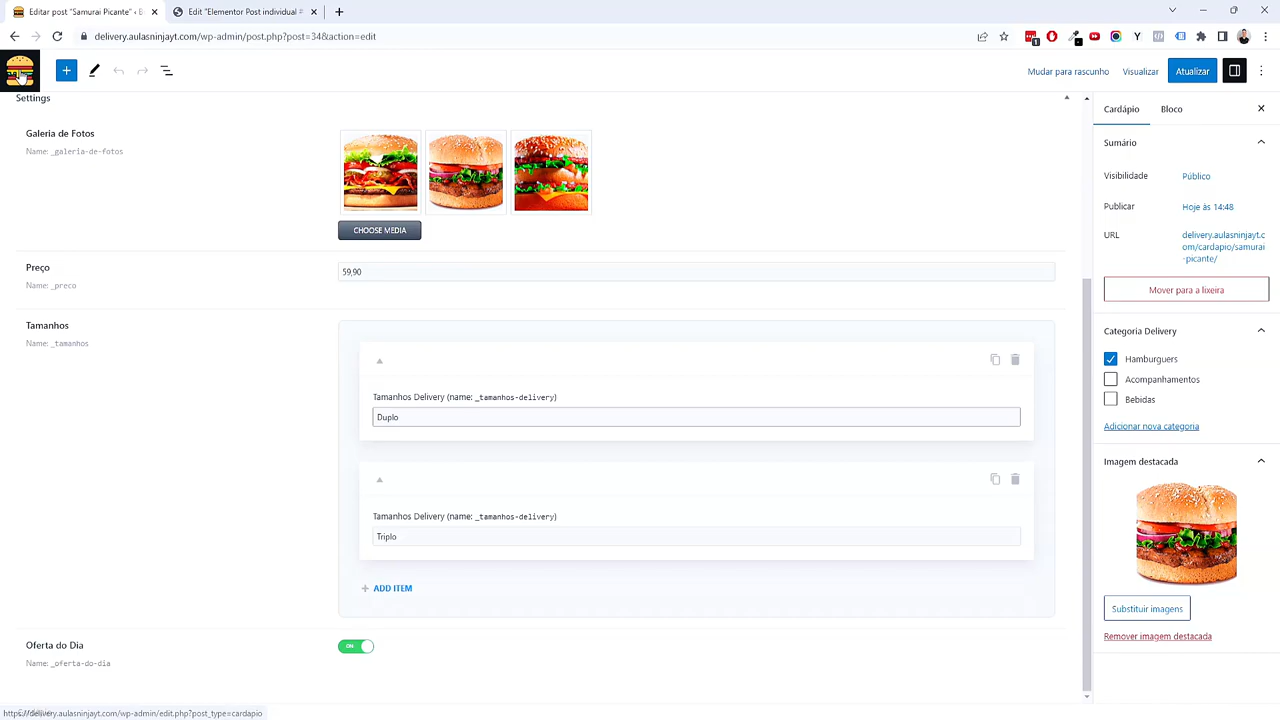 Editar post "Samurai Picante" ‹
Edit "Elementor Post individual #
delivery.aulasninjayt.com/wp-admin/post.php?post=34&action=edit
Mudar para rascunho
Visualizar
Atualizar
Settings
Galeria de Fotos
Name: _galeria-de-fotos
CHOOSE MEDIA
Preço
Name: _preco
59,90
Tamanhos
Name: _tamanhos
Tamanhos Delivery (name: _tamanhos-delivery)
Duplo
Tamanhos Delivery (name: _tamanhos-delivery)
Triplo
+ ADD ITEM
Oferta do Dia
Name: _oferta-do-dia
ON
Cardápio
Bloco
Sumário
Visibilidade
Público
Publicar
Hoje às 14:48
URL
delivery.aulasninjayt.c
om/cardapio/samurai
-picante/
Mover para a lixeira
Categoria Delivery
Hamburguers
Acompanhamentos
Bebidas
Adicionar nova categoria
Imagem destacada
Substituir imagens
Remover imagem destacada
https://delivery.aulasninjayt.com/wp-admin/edit.php?post_type=cardapio